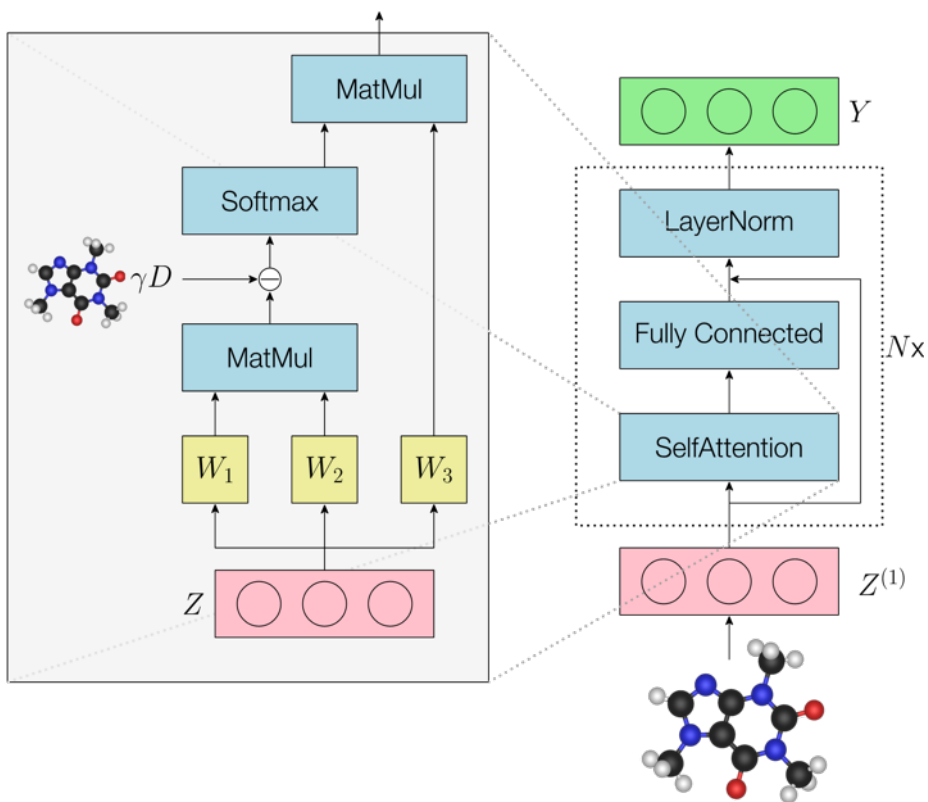 MatMul
Softmax
γD
MatMul
W₁ W₂ W₃
Z
Y
LayerNorm
Fully Connected
Nx
SelfAttention
Z⁽¹⁾